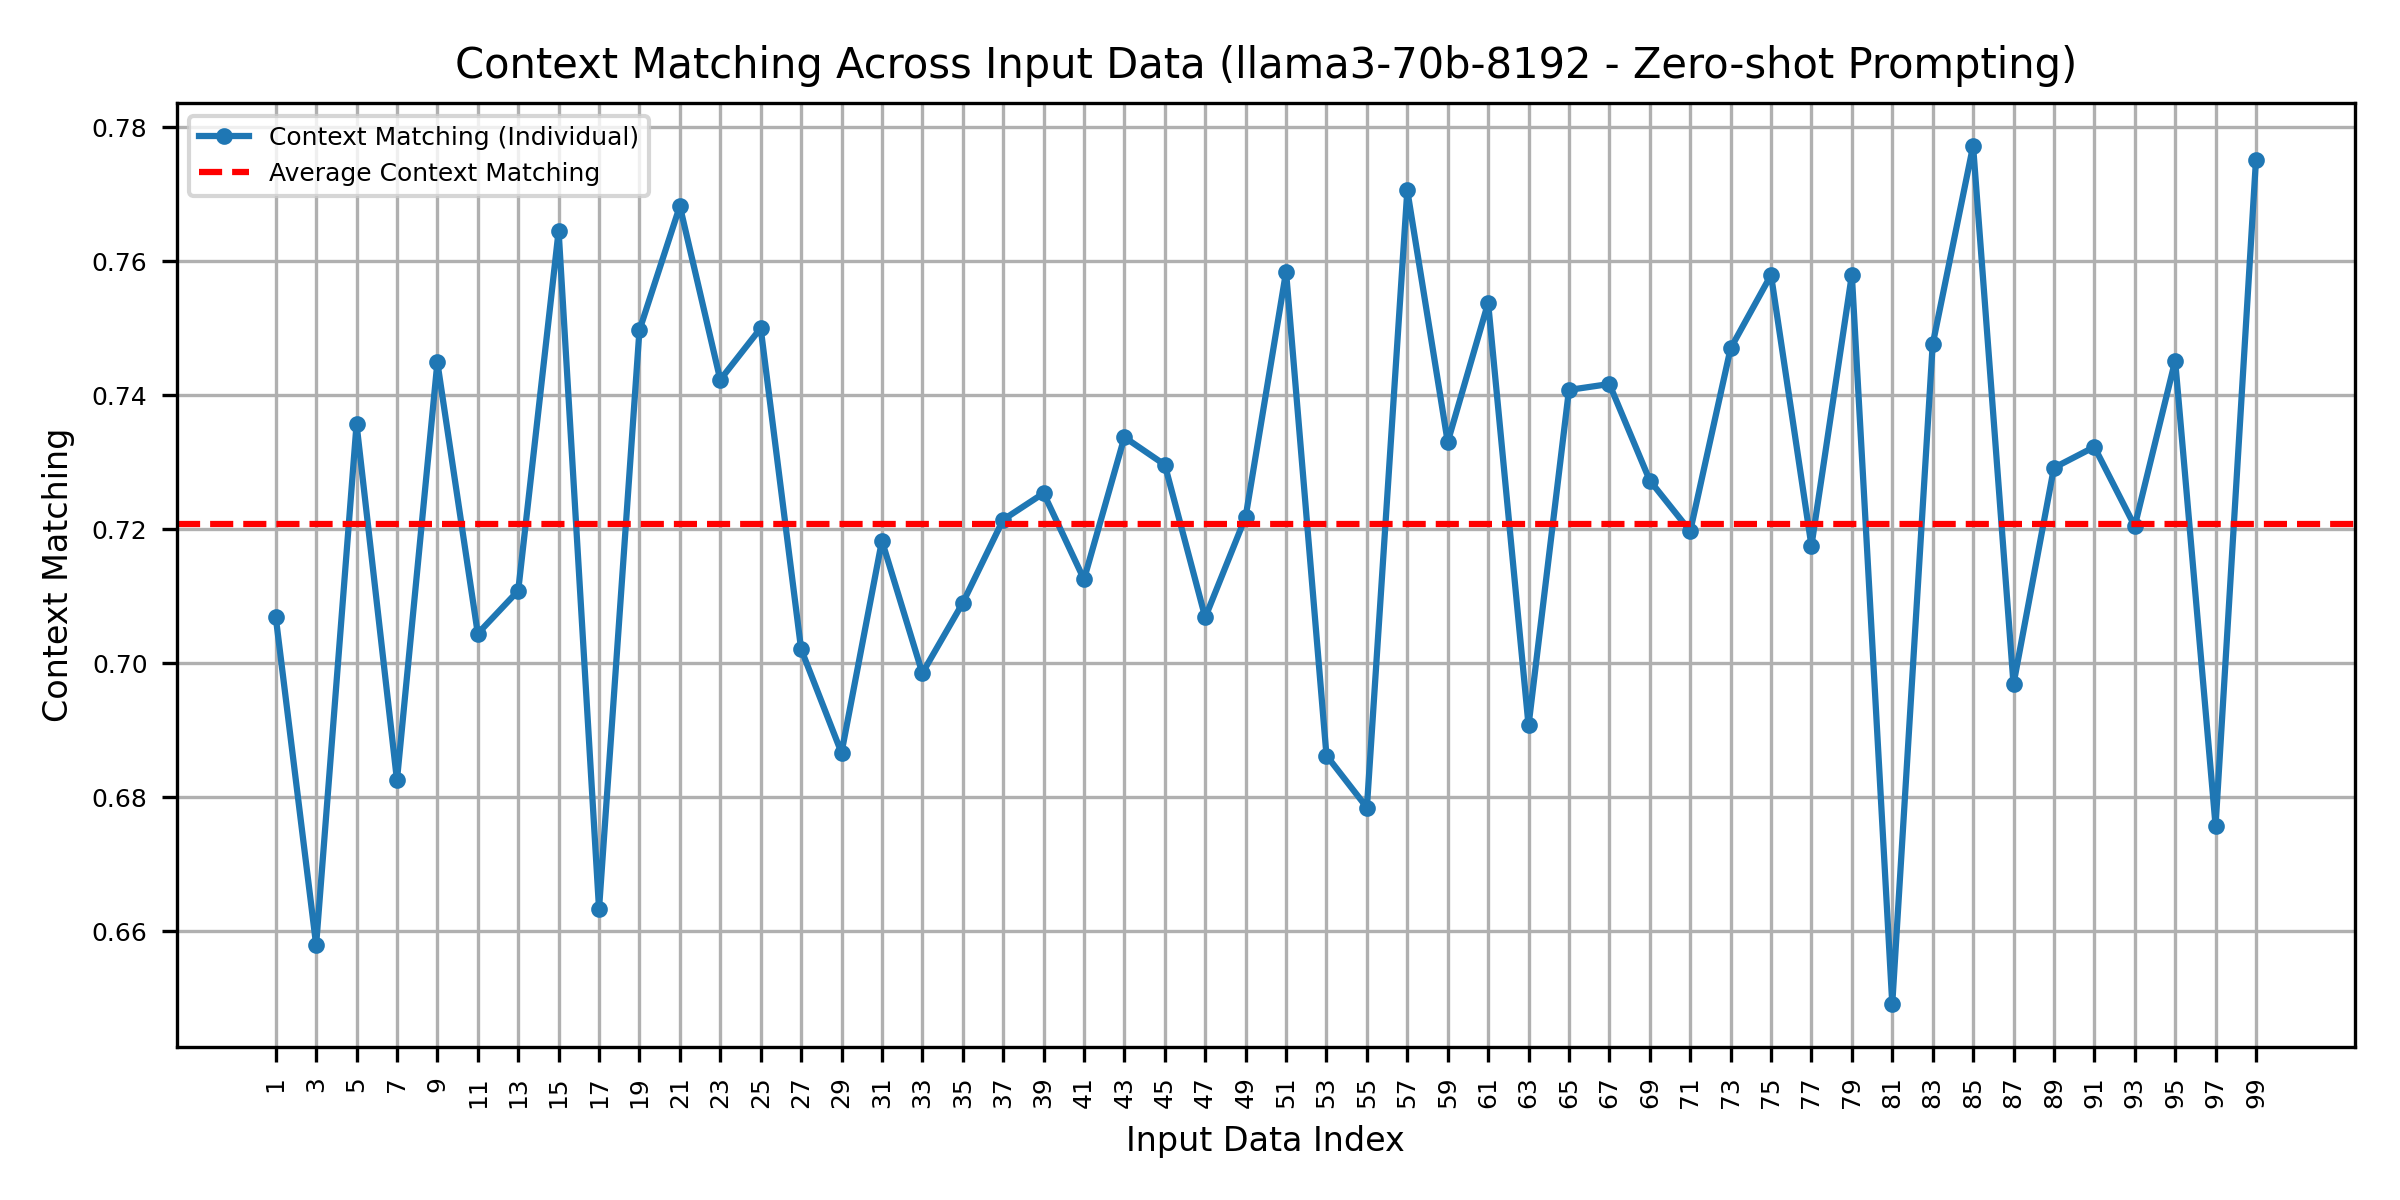 Context Matching Across Input Data (llama3-70b-8192 - Zero-shot Prompting)
Context Matching (Individual)
Average Context Matching
Context Matching
0.78
0.76
0.74
0.72
0.70
0.68
0.66
1 3 5 7 9 11 13 15 17 19 21 23 25 27 29 31 33 35 37 39 41 43 45 47 49 51 53 55 57 59 61 63 65 67 69 71 73 75 77 79 81 83 85 87 89 91 93 95 97 99
Input Data Index